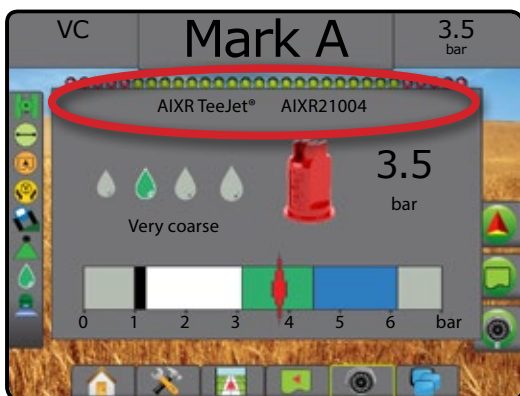 VC Mark A 3.5
bar
AIXR TeeJet® AIXR21004
3.5
bar
Very coarse
0 1 2 3 4 5 6 bar